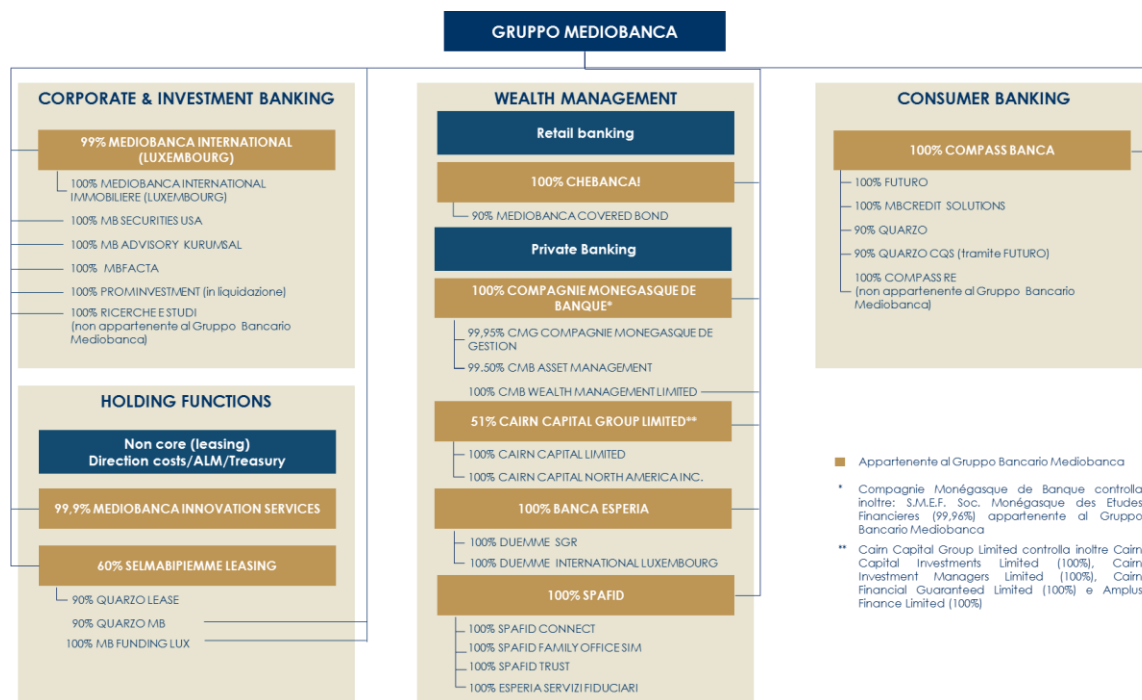 GRUPPO MEDIOBANCA
CORPORATE & INVESTMENT BANKING
99% MEDIOBANCA INTERNATIONAL
(LUXEMBOURG)
100% MEDIOBANCA INTERNATIONAL
IMMOBILIERE (LUXEMBOURG)
100% MB SECURITIES USA
100% MB ADVISORY KURUMSAL
100% MBFACTA
100% PROMINVESTMENT (in liquidazione)
100% RICERCHE E STUDI
(non appartenente al Gruppo Bancario
Mediobanca)
HOLDING FUNCTIONS
Non core (leasing)
Direction costs/ALM/Treasury
99,9% MEDIOBANCA INNOVATION SERVICES
60% SELMABIPIEMME LEASING
90% QUARZO LEASE
90% QUARZO MB
100% MB FUNDING LUX
WEALTH MANAGEMENT
Retail banking
100% CHEBANCA!
90% MEDIOBANCA COVERED BOND
Private Banking
100% COMPAGNIE MONEGASQUE DE
BANQUE*
99,95% CMG COMPAGNIE MONEGASQUE DE
GESTION
99.50% CMB ASSET MANAGEMENT
100% CMB WEALTH MANAGEMENT LIMITED
51% CAIRN CAPITAL GROUP LIMITED**
100% CAIRN CAPITAL LIMITED
100% CAIRN CAPITAL NORTH AMERICA INC.
100% BANCA ESPERIA
100% DUEMME SGR
100% DUEMME INTERNATIONAL LUXEMBOURG
100% SPAFID
100% SPAFID CONNECT
100% SPAFID FAMILY OFFICE SIM
100% SPAFID TRUST
100% ESPERIA SERVIZI FIDUCIARI
CONSUMER BANKING
100% COMPASS BANCA
100% FUTURO
100% MBCREDIT SOLUTIONS
90% QUARZO
90% QUARZO CQS (tramite FUTURO)
100% COMPASS RE
(non appartenente al Gruppo Bancario
Mediobanca)
Appartenente al Gruppo Bancario Mediobanca
* Compagnie Monégasque de Banque controlla
inoltre: S.M.E.F. Soc. Monégasque des Etudes
Financieres (99,96%) appartenente al Gruppo
Bancario Mediobanca
** Cairn Capital Group Limited controlla inoltre Cairn
Capital Investments Limited (100%), Cairn
Investment Managers Limited (100%), Cairn
Financial Guaranteed Limited (100%) e Amplus
Finance Limited (100%)